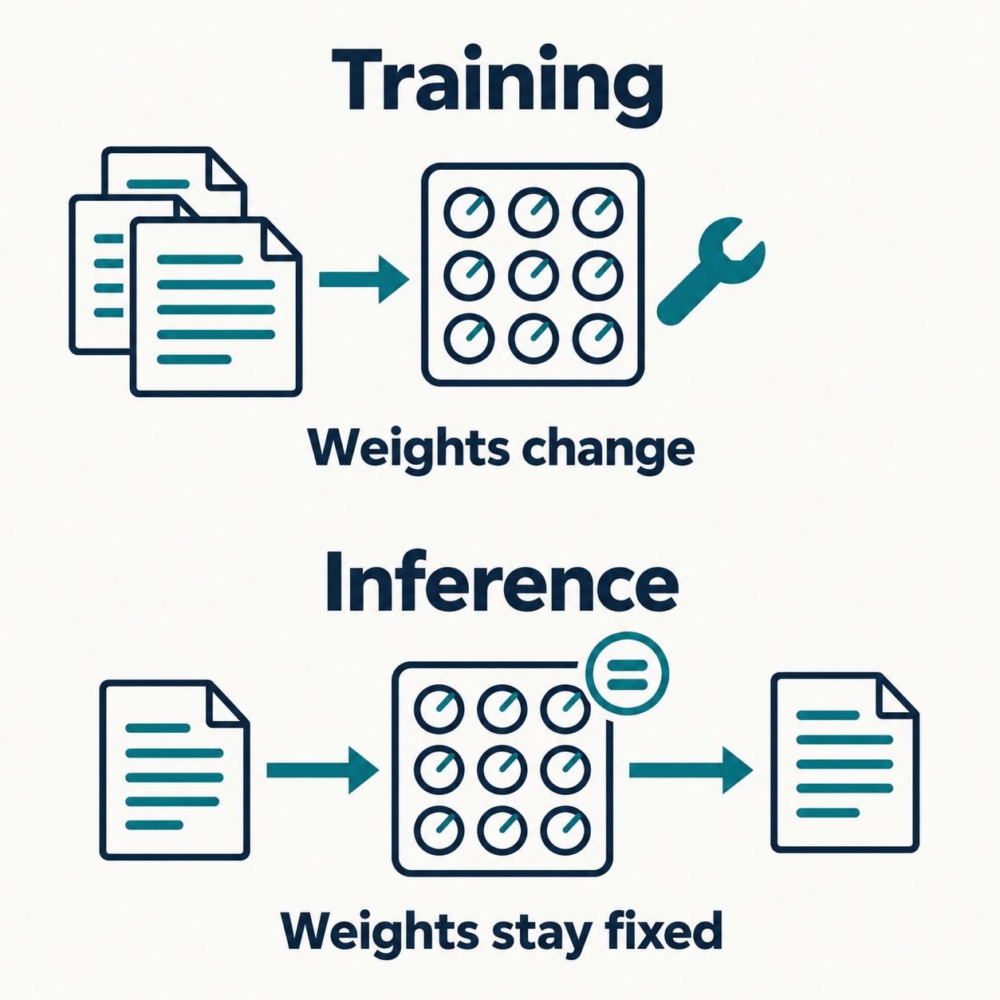 Training
Weights change
Inference
Weights stay fixed